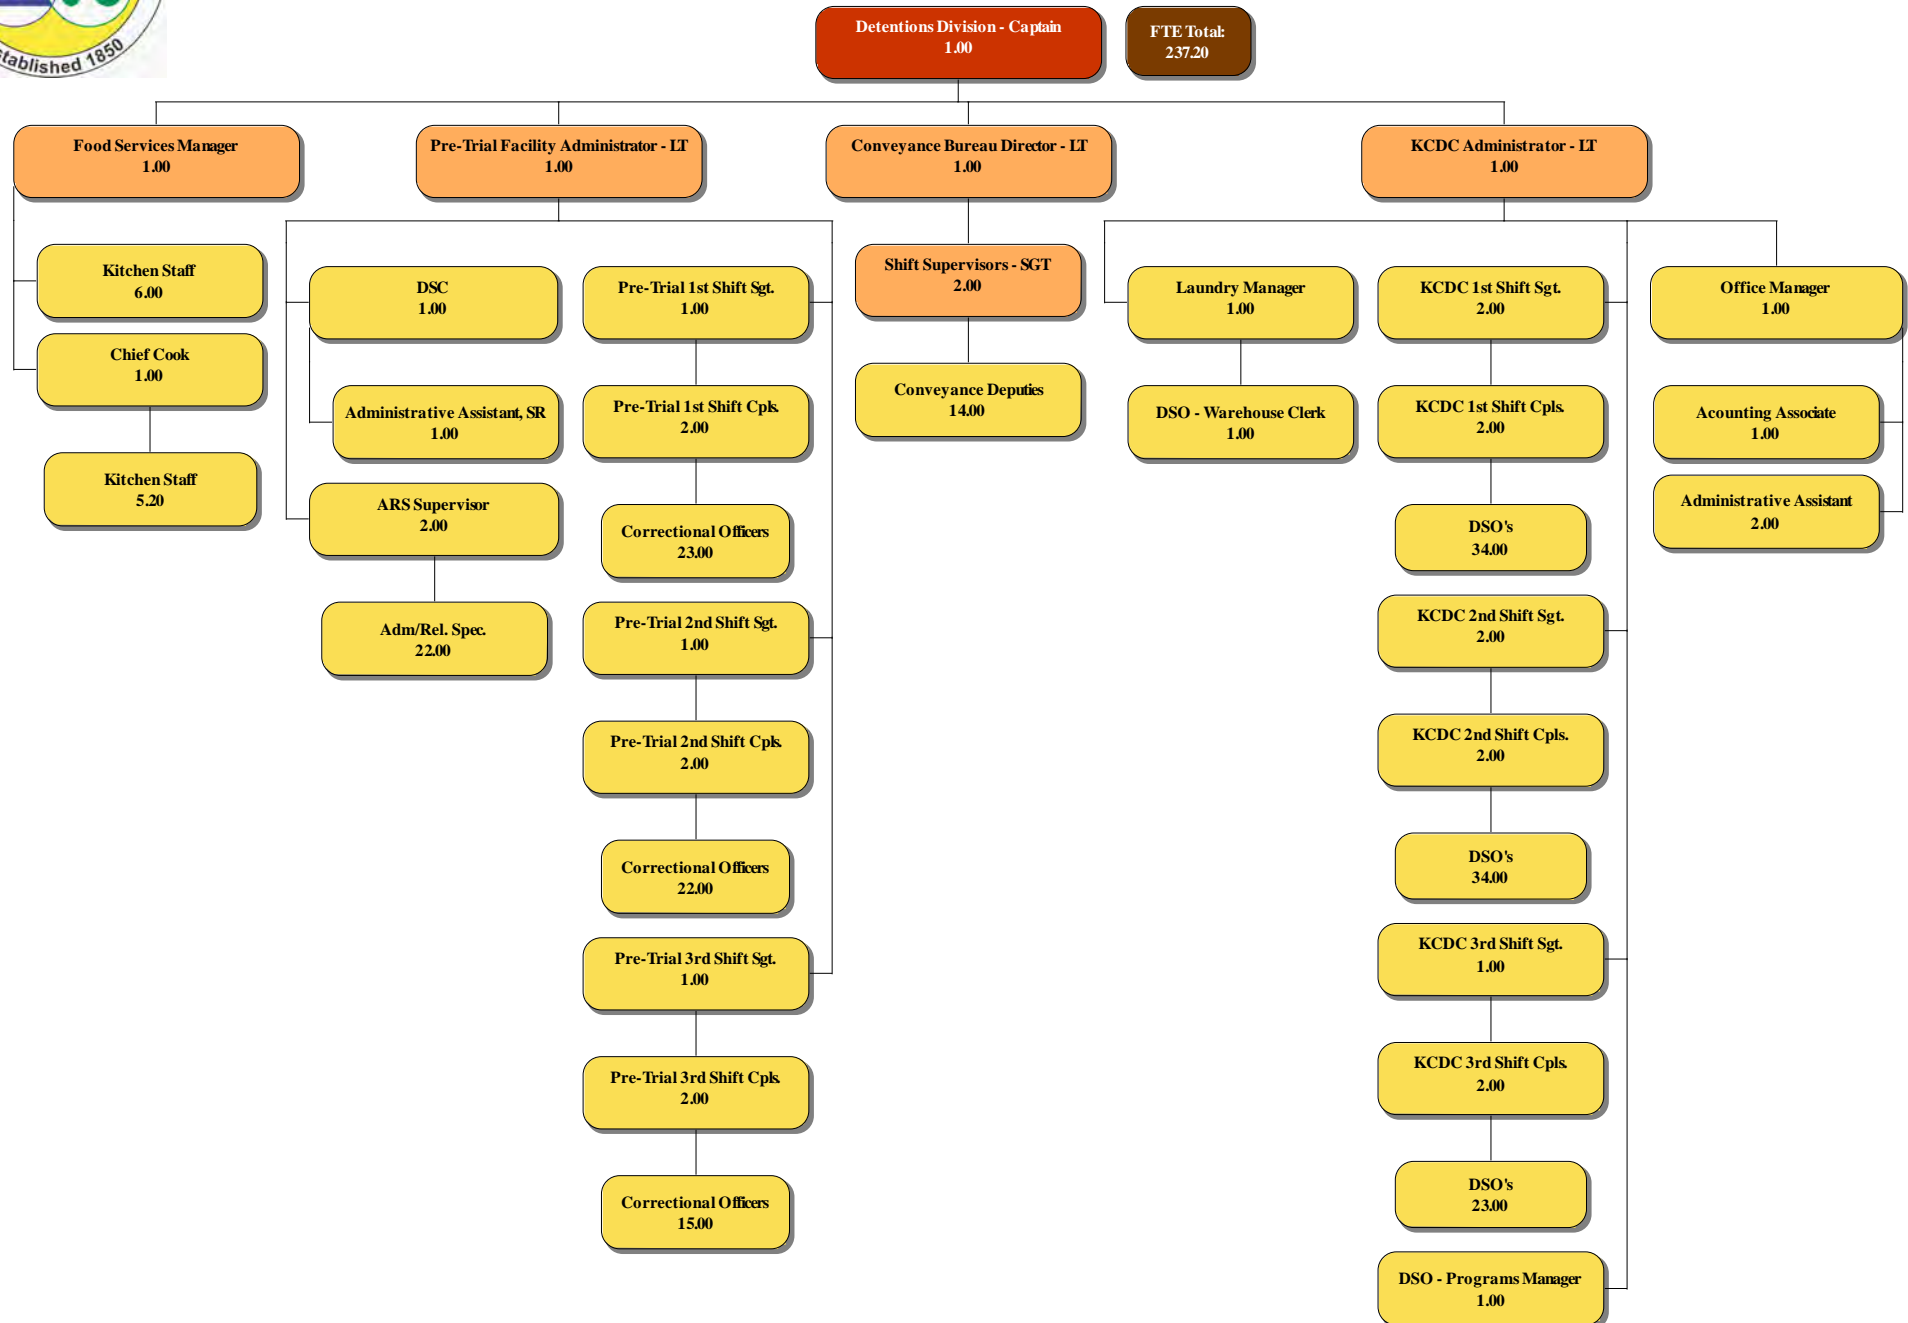 Established 1850
Detentions Division - Captain
1.00
FTE Total:
237.20
Food Services Manager
1.00
Pre-Trial Facility Administrator - LT
1.00
Conveyance Bureau Director - LT
1.00
KCDC Administrator - LT
1.00
Kitchen Staff
6.00
Chief Cook
1.00
Kitchen Staff
5.20
DSC
1.00
Administrative Assistant, SR
1.00
ARS Supervisor
2.00
Adm/Rel. Spec.
22.00
Pre-Trial 1st Shift Sgt.
1.00
Pre-Trial 1st Shift Cpls.
2.00
Correctional Officers
23.00
Pre-Trial 2nd Shift Sgt.
1.00
Pre-Trial 2nd Shift Cpls.
2.00
Correctional Officers
22.00
Pre-Trial 3rd Shift Sgt.
1.00
Pre-Trial 3rd Shift Cpls.
2.00
Correctional Officers
15.00
Shift Supervisors - SGT
2.00
Conveyance Deputies
14.00
Laundry Manager
1.00
DSO - Warehouse Clerk
1.00
KCDC 1st Shift Sgt.
2.00
KCDC 1st Shift Cpls.
2.00
DSO's
34.00
KCDC 2nd Shift Sgt.
2.00
KCDC 2nd Shift Cpls.
2.00
DSO's
34.00
KCDC 3rd Shift Sgt.
1.00
KCDC 3rd Shift Cpls.
2.00
DSO's
23.00
DSO - Programs Manager
1.00
Office Manager
1.00
Acounting Associate
1.00
Administrative Assistant
2.00